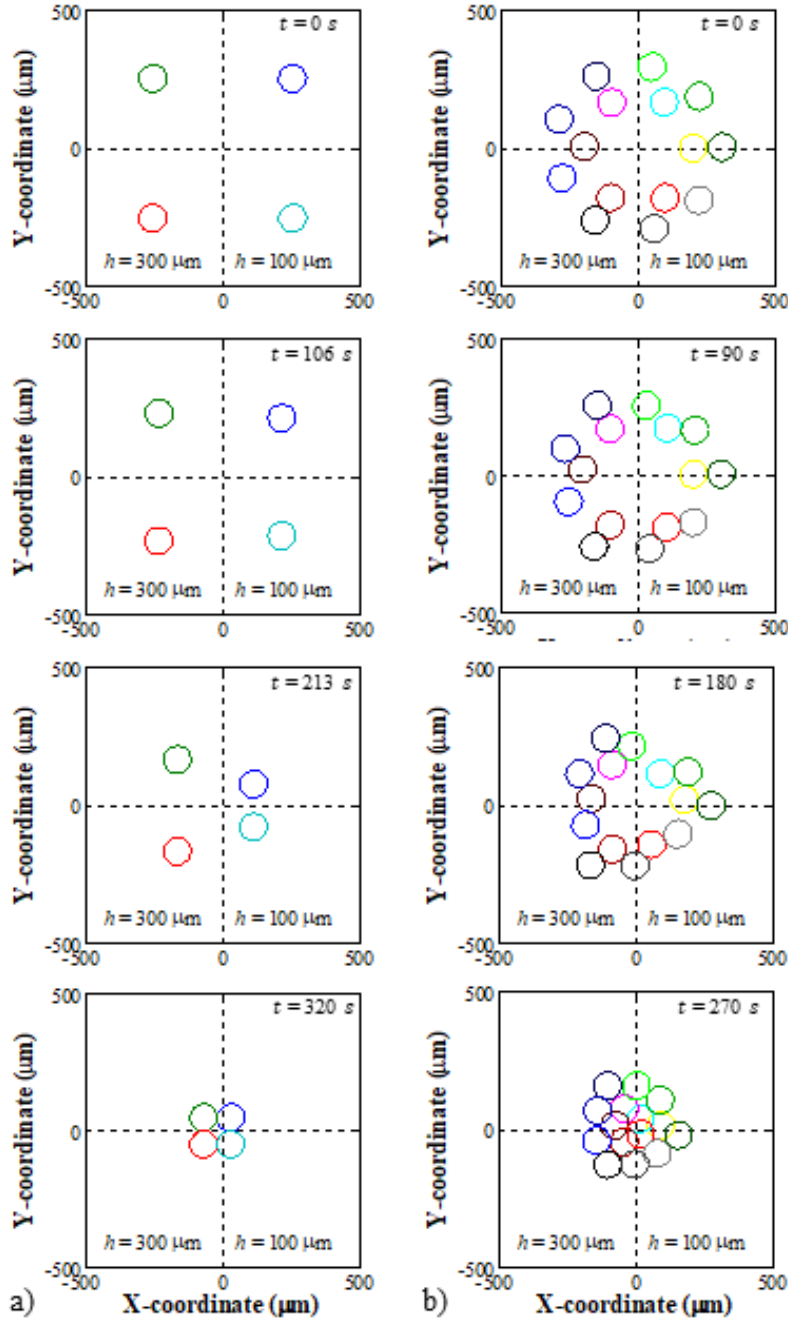 500
t = 0 s
Y-coordinate (μm)
0
h = 300 μm
h = 100 μm
-500
-500
0
500
500
t = 106 s
Y-coordinate (μm)
0
h = 300 μm
h = 100 μm
-500
-500
0
500
500
t = 213 s
Y-coordinate (μm)
0
h = 300 μm
h = 100 μm
-500
-500
0
500
500
t = 320 s
Y-coordinate (μm)
0
h = 300 μm
h = 100 μm
-500
-500
0
500
a)
X-coordinate (μm)
500
t = 0 s
Y-coordinate (μm)
0
h = 300 μm
h = 100 μm
-500
-500
0
500
500
t = 90 s
Y-coordinate (μm)
0
h = 300 μm
h = 100 μm
-500
-500
0
500
500
t = 180 s
Y-coordinate (μm)
0
h = 300 μm
h = 100 μm
-500
-500
0
500
500
t = 270 s
Y-coordinate (μm)
0
h = 300 μm
h = 100 μm
-500
-500
0
500
b)
X-coordinate (μm)